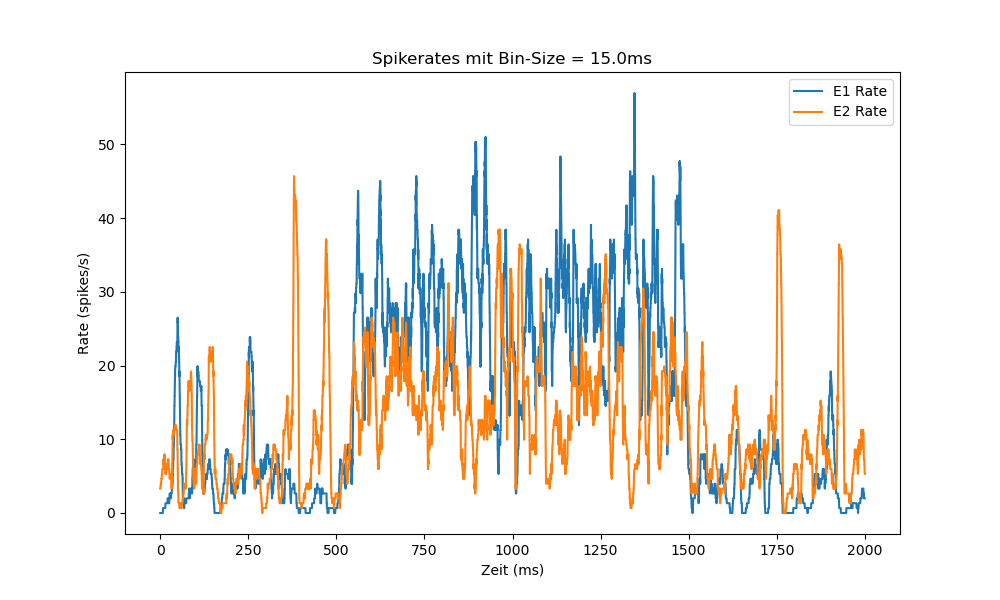 Spikerates mit Bin-Size = 15.0ms
E1 Rate
E2 Rate
Rate (spikes/s)
50
40
30
20
10
0
0 250 500 750 1000 1250 1500 1750 2000
Zeit (ms)